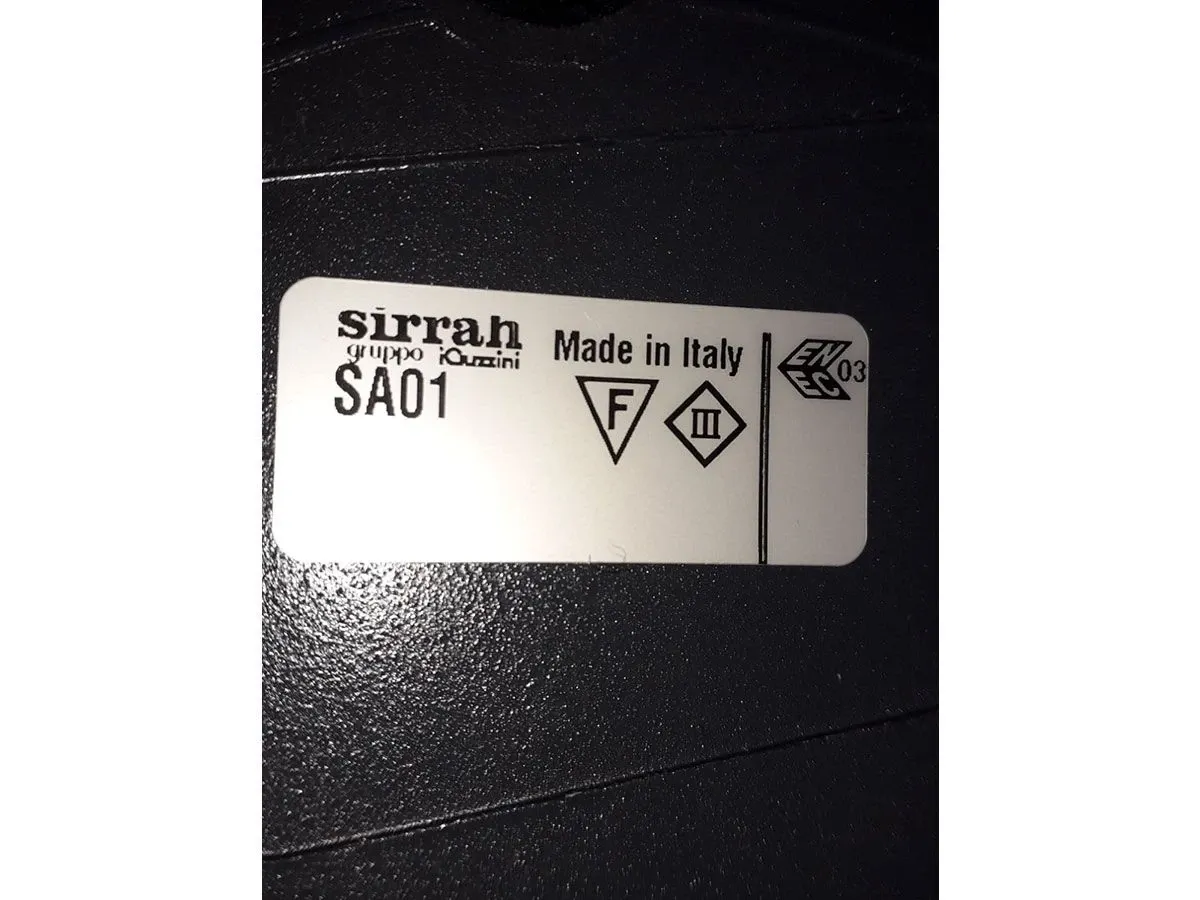 sirrah
gruppo iGuzzini
SA01
Made in Italy
F
III
EN
EC
03